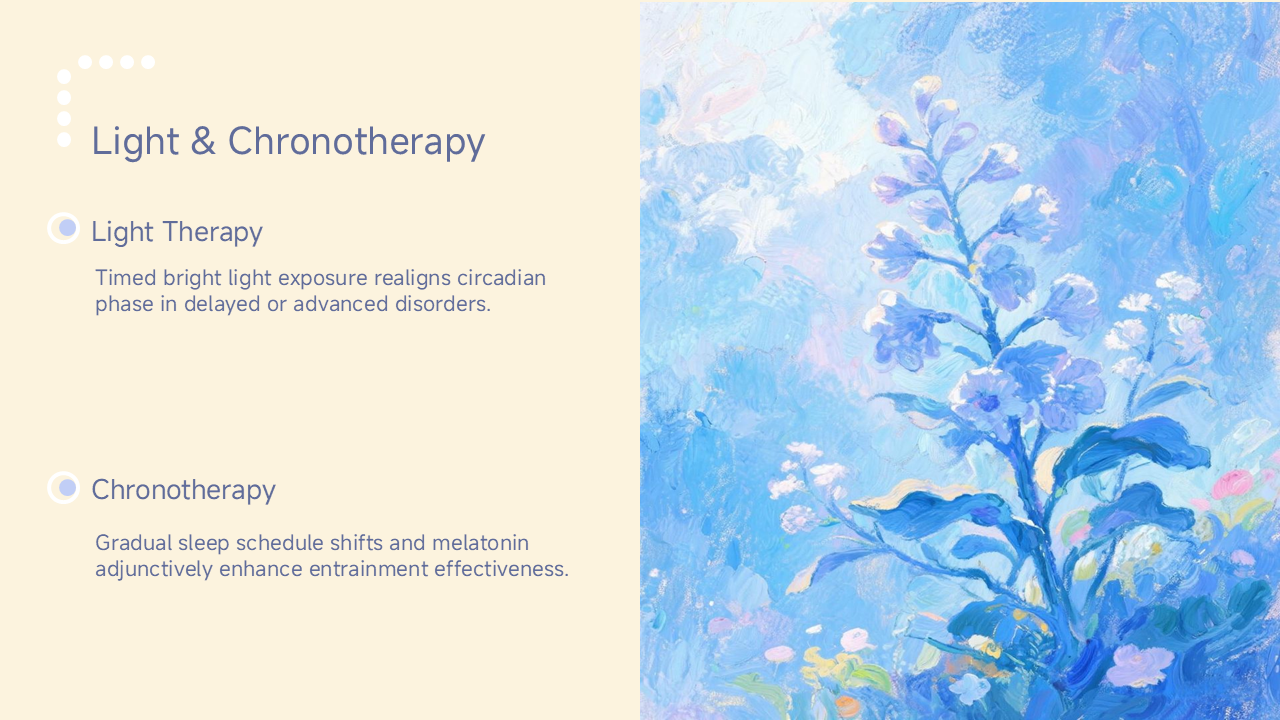 Light & Chronotherapy
Light Therapy
Timed bright light exposure realigns circadian
phase in delayed or advanced disorders.
Chronotherapy
Gradual sleep schedule shifts and melatonin
adjunctively enhance entrainment effectiveness.